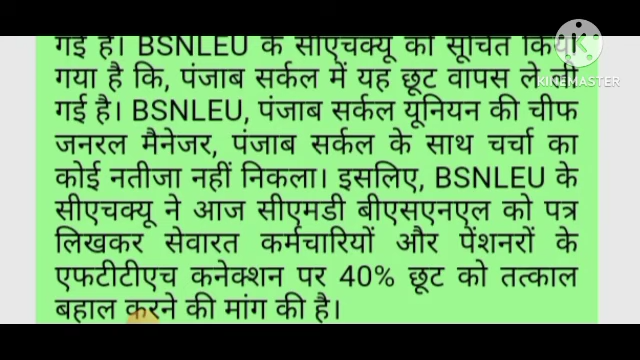 गई है। BSNLEU के सीएचक्यू को सूचित किया
गया है कि, पंजाब सर्कल में यह छूट वापस ले ली
गई है। BSNLEU, पंजाब सर्कल यूनियन की चीफ
जनरल मैनेजर, पंजाब सर्कल के साथ चर्चा का
कोई नतीजा नहीं निकला। इसलिए, BSNLEU के
सीएचक्यू ने आज सीएमडी बीएसएनएल को पत्र
लिखकर सेवारत कर्मचारियों और पेंशनरों के
एफटीटीएच कनेक्शन पर 40% छूट को तत्काल
बहाल करने की मांग की है।
KINEMASTER